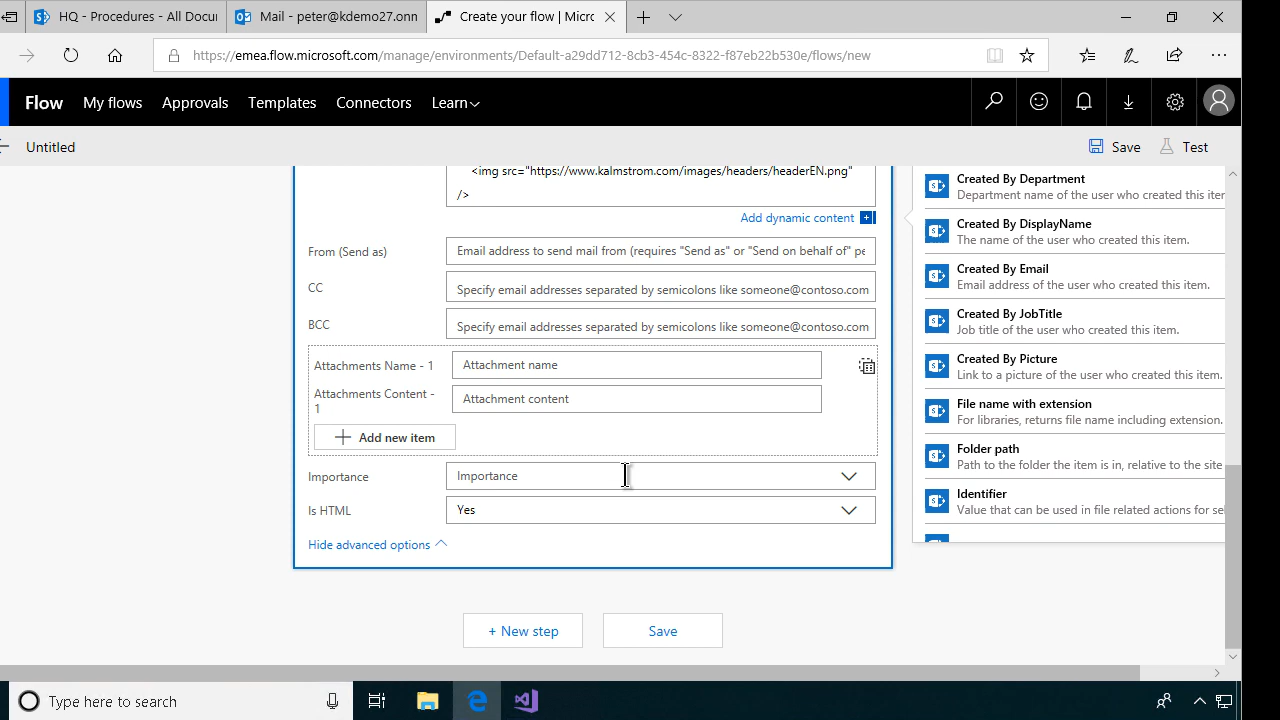 HQ - Procedures - All Docur
Mail - peter@kdemo27.onn
Create your flow | Micro
https://emea.flow.microsoft.com/manage/environments/Default-a29dd712-8cb3-454c-8322-f87eb22b530e/flows/new
Flow My flows Approvals Templates Connectors Learn
Untitled Save Test
<img src="https://www.kalmstrom.com/images/headers/headerEN.png"
/>
Add dynamic content
From (Send as) Email address to send mail from (requires "Send as" or "Send on behalf of" pe
CC Specify email addresses separated by semicolons like someone@contoso.com
BCC Specify email addresses separated by semicolons like someone@contoso.com
Attachments Name - 1 Attachment name
Attachments Content - 1 Attachment content
Add new item
Importance Importance
Is HTML Yes
Hide advanced options
+ New step Save
Created By Department
Department name of the user who created this iter
Created By DisplayName
The name of the user who created this item.
Created By Email
Email address of the user who created this item.
Created By JobTitle
Job title of the user who created this item.
Created By Picture
Link to a picture of the user who created this item.
File name with extension
For libraries, returns file name including extension.
Folder path
Path to the folder the item is in, relative to the site
Identifier
Value that can be used in file related actions for sel
Type here to search